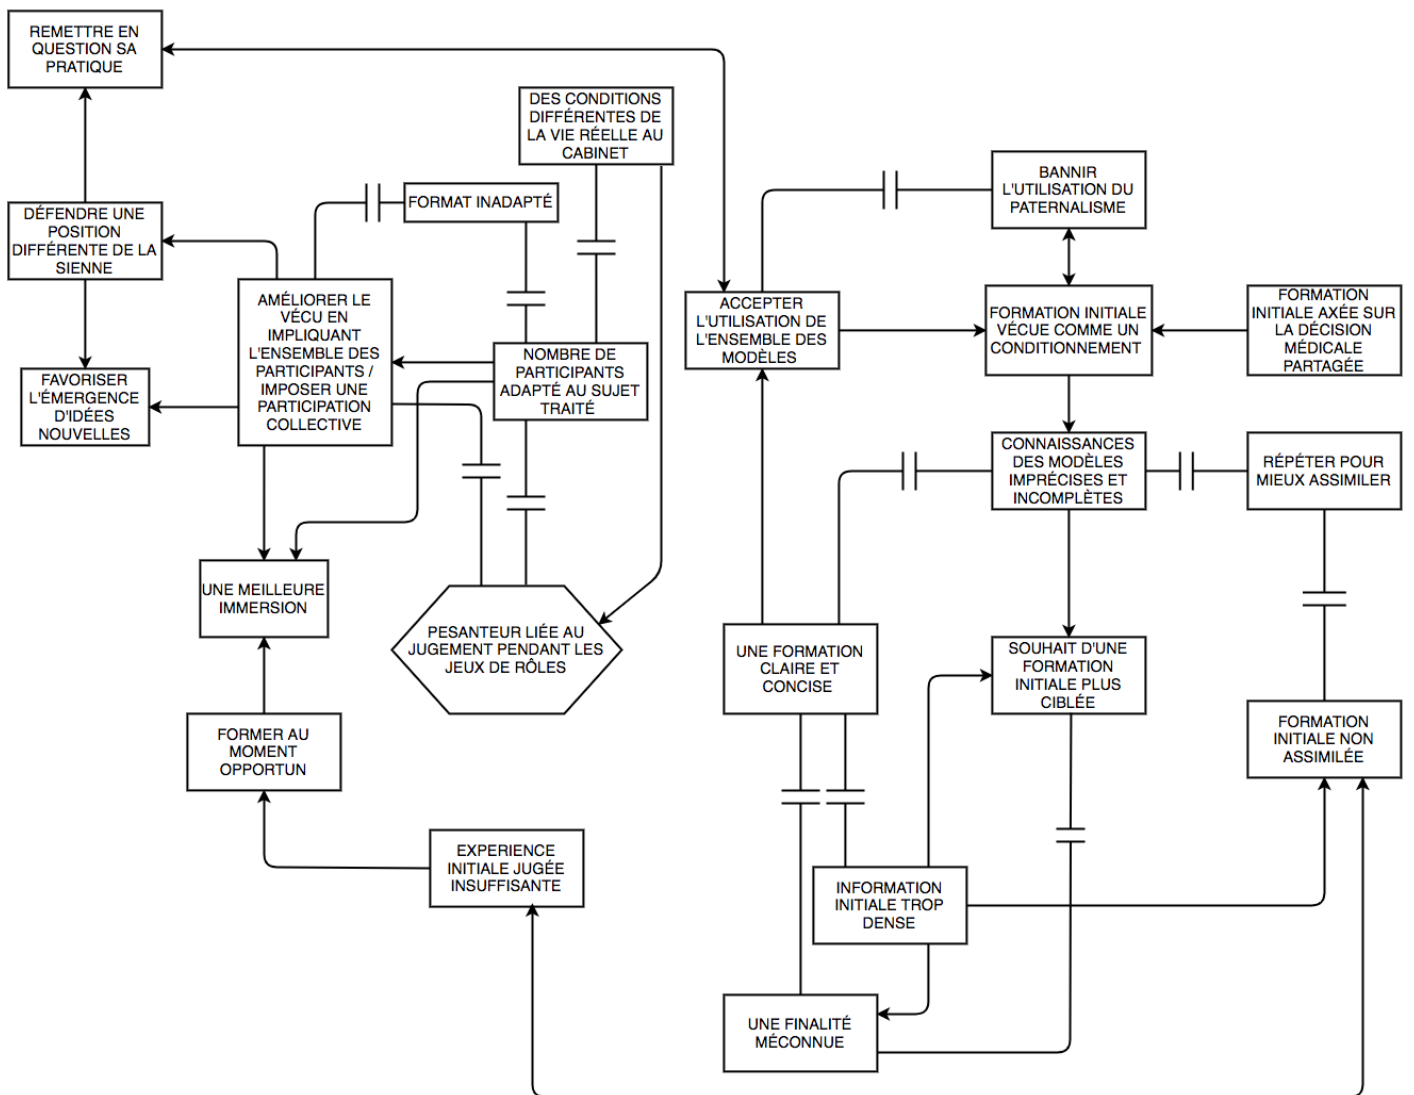 REMETTRE EN
QUESTION SA
PRATIQUE
DES CONDITIONS
DIFFÉRENTES DE
LA VIE RÉELLE AU
CABINET
BANNIR
L'UTILISATION DU
PATERNALISME
FORMAT INADAPTÉ
DÉFENDRE UNE
POSITION
DIFFÉRENTE DE LA
SIENNE
AMÉLIORER LE
VÉCU EN
IMPLIQUANT
L'ENSEMBLE DES
PARTICIPANTS /
IMPOSER UNE
PARTICIPATION
COLLECTIVE
ACCEPTER
L'UTILISATION DE
L'ENSEMBLE DES
MODÈLES
FORMATION INITIALE
VÉCUE COMME UN
CONDITIONNEMENT
FORMATION
INITIALE AXÉE SUR
LA DÉCISION
MÉDICALE
PARTAGÉE
NOMBRE DE
PARTICIPANTS
ADAPTÉ AU SUJET
TRAITÉ
FAVORISER
L'ÉMERGENCE
D'IDÉES
NOUVELLES
CONNAISSANCES
DES MODÈLES
IMPRÉCISES ET
INCOMPLÈTES
RÉPÉTER POUR
MIEUX ASSIMILER
UNE MEILLEURE
IMMERSION
PESANTEUR LIÉE AU
JUGEMENT PENDANT LES
JEUX DE RÔLES
UNE FORMATION
CLAIRE ET
CONCISE
SOUHAIT D'UNE
FORMATION
INITIALE PLUS
CIBLÉE
FORMER AU
MOMENT
OPPORTUN
FORMATION
INITIALE NON
ASSIMILÉE
EXPERIENCE
INITIALE JUGÉE
INSUFFISANTE
INFORMATION
INITIALE TROP
DENSE
UNE FINALITÉ
MÉCONNUE